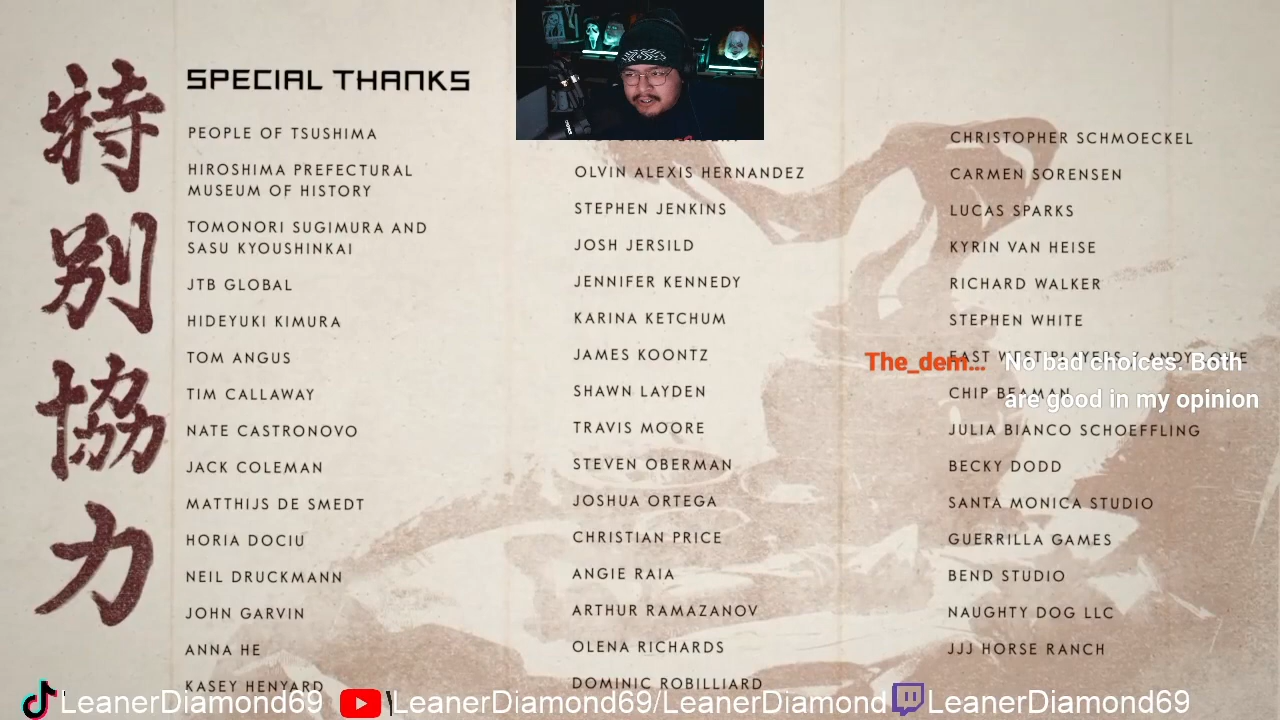 特別協力
SPECIAL THANKS
PEOPLE OF TSUSHIMA
HIROSHIMA PREFECTURAL
MUSEUM OF HISTORY
TOMONORI SUGIMURA AND
SASU KYOUSHINKAI
JTB GLOBAL
HIDEYUKI KIMURA
TOM ANGUS
TIM CALLAWAY
NATE CASTRONOVO
JACK COLEMAN
MATTHIJS DE SMEDT
HORIA DOCIU
NEIL DRUCKMANN
JOHN GARVIN
ANNA HE
KASEY HENYARD
OLVIN ALEXIS HERNANDEZ
STEPHEN JENKINS
JOSH JERSILD
JENNIFER KENNEDY
KARINA KETCHUM
JAMES KOONTZ
SHAWN LAYDEN
TRAVIS MOORE
STEVEN OBERMAN
JOSHUA ORTEGA
CHRISTIAN PRICE
ANGIE RAIA
ARTHUR RAMAZANOV
OLENA RICHARDS
DOMINIC ROBILLIARD
CHRISTOPHER SCHMOECKEL
CARMEN SORENSEN
LUCAS SPARKS
KYRIN VAN HEISE
RICHARD WALKER
STEPHEN WHITE
EAST WEST PLAYERS
CHIP BEAMAN
JULIA BIANCO SCHOEFFLING
BECKY DODD
SANTA MONICA STUDIO
GUERRILLA GAMES
BEND STUDIO
NAUGHTY DOG LLC
JJJ HORSE RANCH
The_dem... No bad choices. Both
are good in my opinion
LeanerDiamond69 \LeanerDiamond69/LeanerDiamond LeanerDiamond69